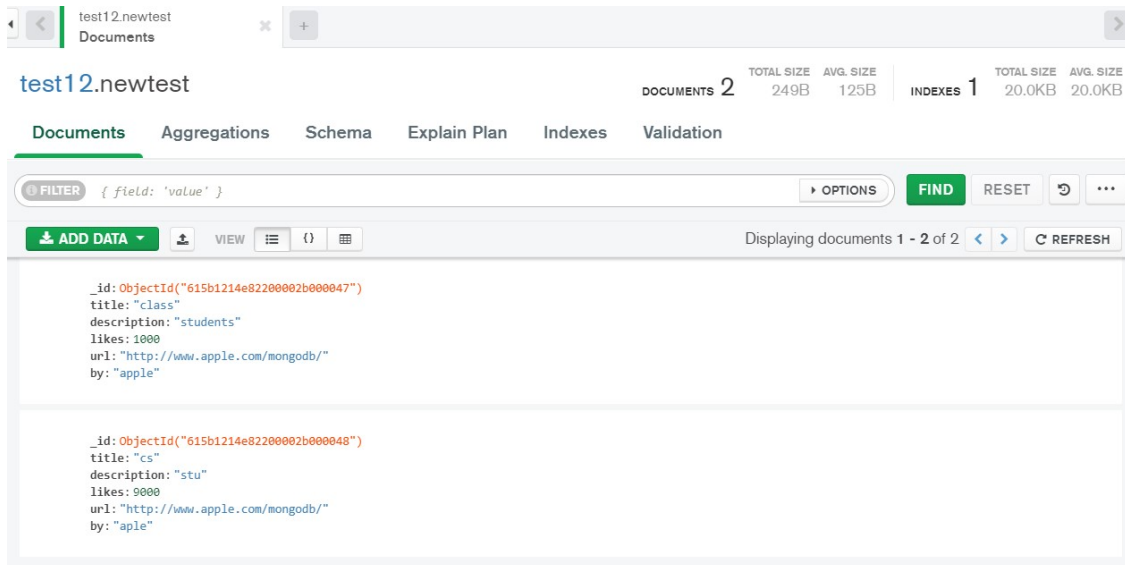 test12.newtest
Documents
test12.newtest
DOCUMENTS 2
TOTAL SIZE 249B
AVG. SIZE 125B
INDEXES 1
TOTAL SIZE 20.0KB
AVG. SIZE 20.0KB
Documents Aggregations Schema Explain Plan Indexes Validation
FILTER { field: 'value' } OPTIONS FIND RESET ...
ADD DATA VIEW {} Displaying documents 1 - 2 of 2 < > REFRESH
_id: ObjectId("615b1214e82200002b000047")
title: "class"
description: "students"
likes: 1000
url: "http://www.apple.com/mongodb/"
by: "apple"
_id: ObjectId("615b1214e82200002b000048")
title: "cs"
description: "stu"
likes: 9000
url: "http://www.apple.com/mongodb/"
by: "aple"